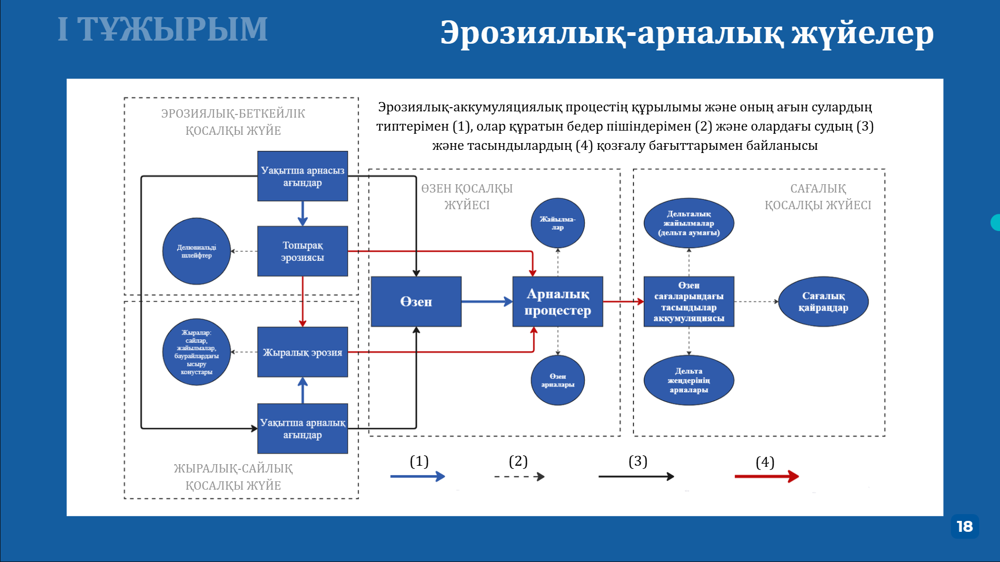 І ТҰЖЫРЫМ
Эрозиялық-арналық жүйелер
ЭРОЗИЯЛЫҚ-БЕТКЕЙЛІК
ҚОСАЛҚЫ ЖҮЙЕ
Эрозиялық-аккумуляциялық процестің құрылымы және оның ағын сулардың
типтерімен (1), олар құратын бедер пішіндерімен (2) және олардағы судың (3)
және тасындылардың (4) қозғалу бағыттарымен байланысы
Уақытша арнасыз
ағындар
Делювиальді
шлейфтер
Топырақ
эрозиясы
Жыралар:
сайлар,
жайылмалар,
баурайлардағы
ысыру
конустары
Жыралық эрозия
Уақытша арналық
ағындар
ЖЫРАЛЫҚ-САЙЛЫҚ
ҚОСАЛҚЫ ЖҮЙЕ
ӨЗЕН ҚОСАЛҚЫ
ЖҮЙЕСІ
Жайылма-
лар
Өзен
Арналық
процестер
Өзен
арналары
САҒАЛЫҚ
ҚОСАЛҚЫ ЖҮЙЕСІ
Дельталық
жайылмалар
(дельта аумағы)
Өзен
сағаларындағы
тасындылар
аккумуляциясы
Сағалық
қайраңдар
Дельта
жеңдерінің
арналары
(1)
(2)
(3)
(4)
18